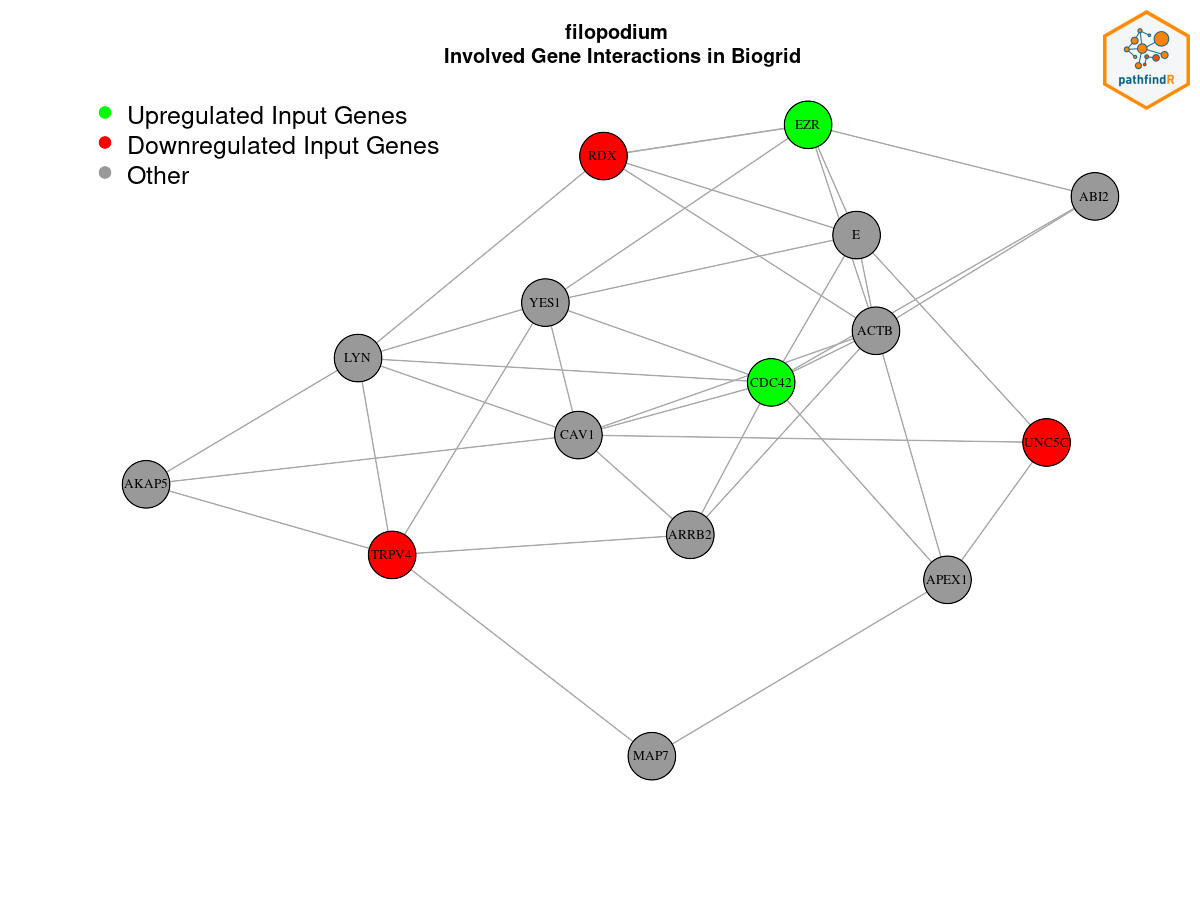 filopodium
Involved Gene Interactions in Biogrid
pathfindR
Upregulated Input Genes
Downregulated Input Genes
Other
EZR
RDX
ABI2
E
YES1
ACTB
LYN
CDC42
CAV1
UNC5C
AKAP5
ARRB2
TRPV4
APEX1
MAP7